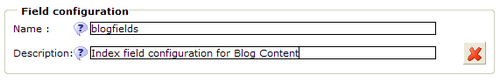 Field configuration
Name : blogfields
Description: Index field configuration for Blog Content